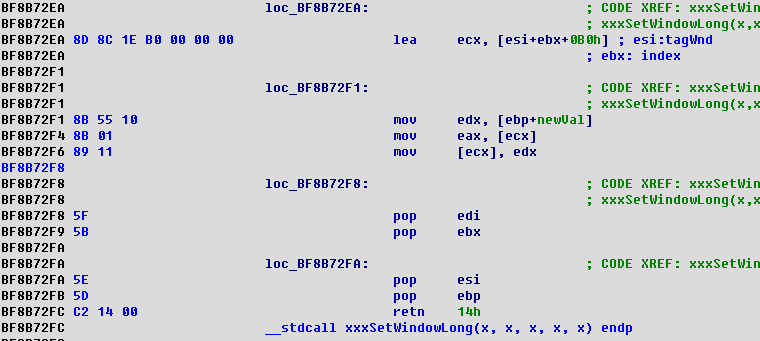 BF8B72EA loc_BF8B72EA: ; CODE XREF: xxxSetWin
BF8B72EA ; xxxSetWindowLong(x,x
BF8B72EA 8D 8C 1E B0 00 00 00 lea ecx, [esi+ebx+0B0h] ; esi:tagWnd
BF8B72EA ; ebx: index
BF8B72F1
BF8B72F1 loc_BF8B72F1: ; CODE XREF: xxxSetWin
BF8B72F1 ; xxxSetWindowLong(x,x
BF8B72F1 8B 55 10 mov edx, [ebp+newVal]
BF8B72F4 8B 01 mov eax, [ecx]
BF8B72F6 89 11 mov [ecx], edx
BF8B72F8
BF8B72F8 loc_BF8B72F8: ; CODE XREF: xxxSetWin
BF8B72F8 ; xxxSetWindowLong(x,x
BF8B72F8 5F pop edi
BF8B72F9 5B pop ebx
BF8B72FA
BF8B72FA loc_BF8B72FA: ; CODE XREF: xxxSetWin
BF8B72FA 5E pop esi
BF8B72FB 5D pop ebp
BF8B72FC C2 14 00 retn 14h
BF8B72FC __stdcall xxxSetWindowLong(x, x, x, x, x) endp